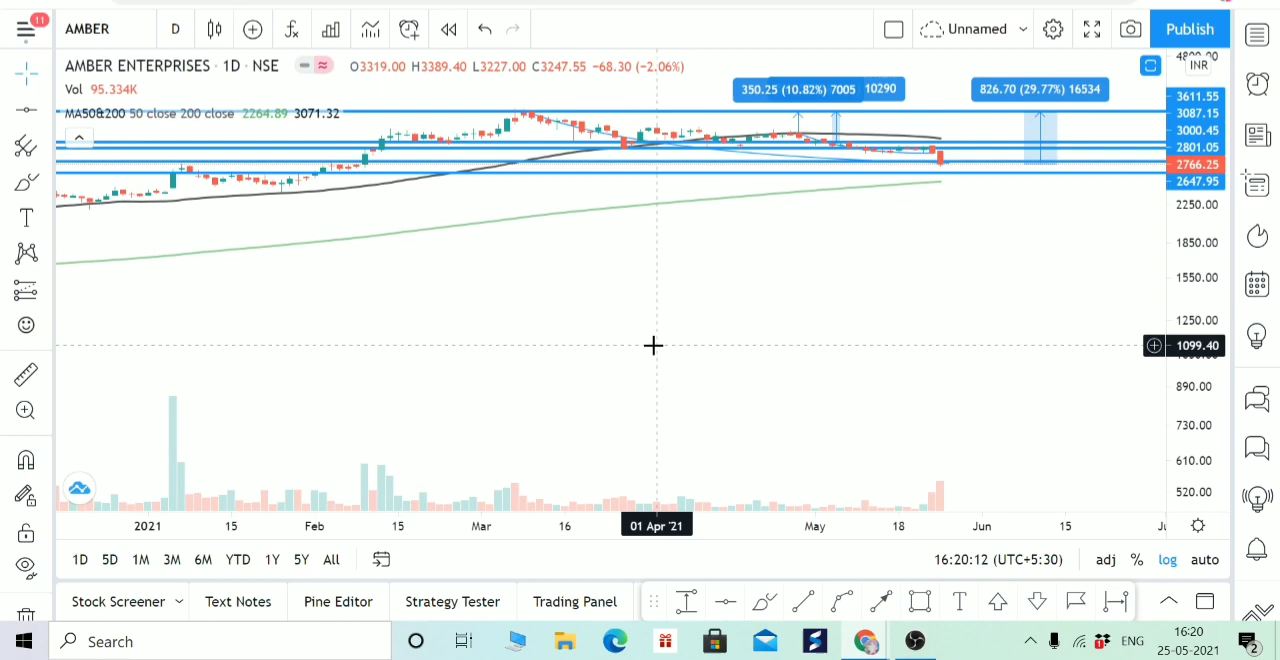 11
AMBER
D
Unnamed
Publish
AMBER ENTERPRISES · 1D · NSE
O3319.00 H3389.40 L3227.00 C3247.55 −68.30 (−2.06%)
Vol 95.334K
MA50&200 50 close 200 close 2264.89 3071.32
350.25 (10.82%) 7005
10290
826.70 (29.77%) 16534
INR
3611.55
3087.15
3000.45
2801.05
2766.25
2647.95
2250.00
1850.00
1550.00
1250.00
1099.40
890.00
730.00
610.00
520.00
2021 15 Feb 15 Mar 16 01 Apr '21 May 18 Jun 15
1D 5D 1M 3M 6M YTD 1Y 5Y All
16:20:12 (UTC+5:30)
adj % log auto
Stock Screener
Text Notes
Pine Editor
Strategy Tester
Trading Panel
Search
ENG
16:20
25-05-2021
2